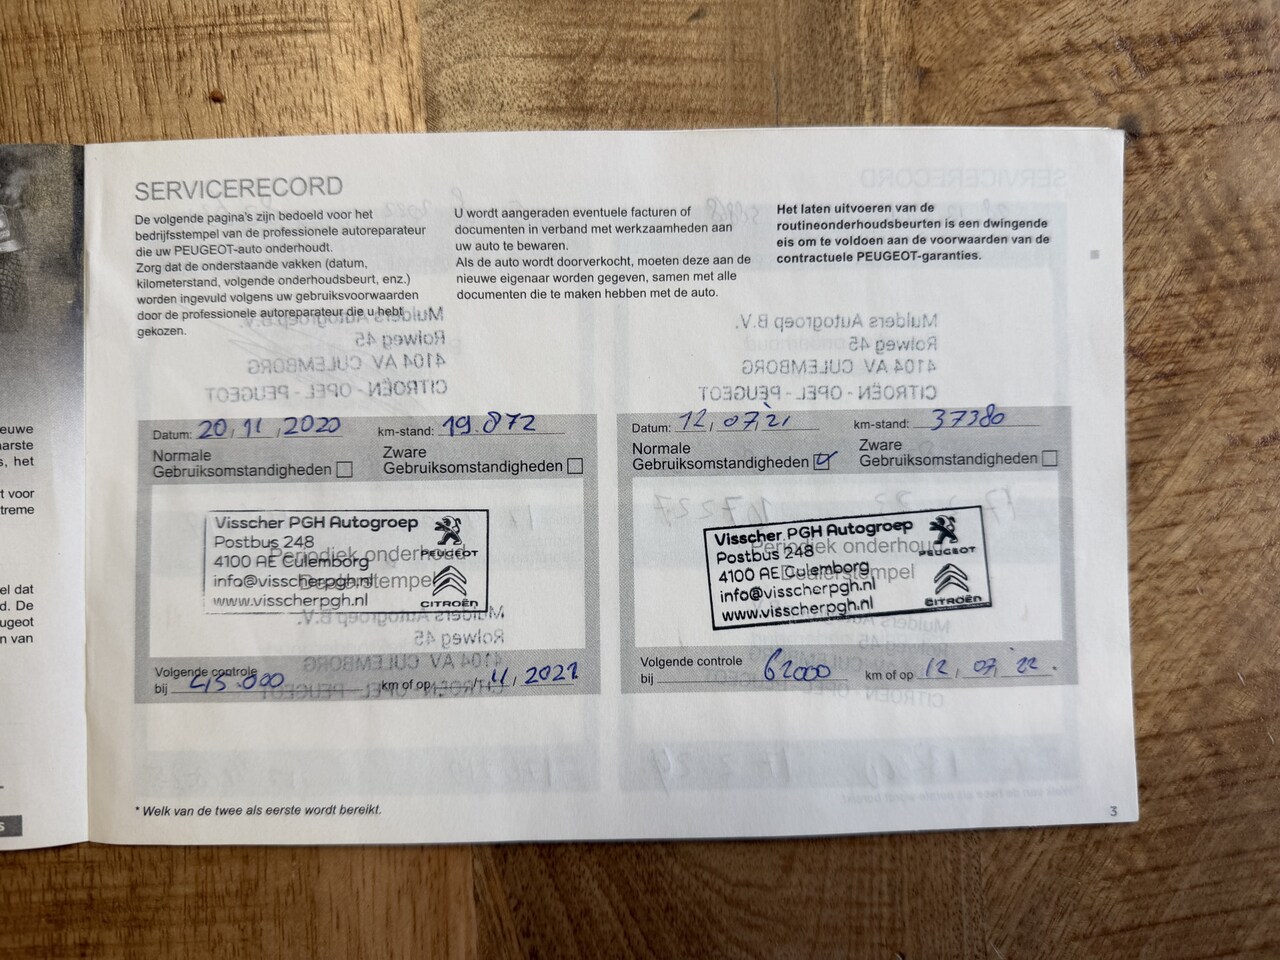 SERVICERECORD
De volgende pagina's zijn bedoeld voor het
bedrijfsstempel van de professionele autoreparateur
die uw PEUGEOT-auto onderhoudt.
Zorg dat de onderstaande vakken (datum,
kilometerstand, volgende onderhoudsbeurt, enz.)
worden ingevuld volgens uw gebruiksvoorwaarden
door de professionele autoreparateur die u hebt
gekozen.
U wordt aangeraden eventuele facturen of
documenten in verband met werkzaamheden aan
uw auto te bewaren.
Als de auto wordt doorverkocht, moeten deze aan de
nieuwe eigenaar worden gegeven, samen met alle
documenten die te maken hebben met de auto.
Het laten uitvoeren van de
routineonderhoudsbeurten is een dwingende
eis om te voldoen aan de voorwaarden van de
contractuele PEUGEOT-garanties.
Datum: 20, 11, 2020 km-stand: 19.872
Normale
Gebruiksomstandigheden
Zware
Gebruiksomstandigheden
Visscher PGH Autogroep
Postbus 248
4100 AE Culemborg
info@visscherpgh.nl
www.visscherpgh.nl
PEUGEOT
CITROËN
Periodiek onderhoud
Dealerstempel
Volgende controle
bij 45.000 km of op 11, 2021
Datum: 12, 07, 21 km-stand: 37380
Normale
Gebruiksomstandigheden
Zware
Gebruiksomstandigheden
Visscher PGH Autogroep
Postbus 248
4100 AE Culemborg
info@visscherpgh.nl
www.visscherpgh.nl
PEUGEOT
CITROËN
Periodiek onderhoud
Dealerstempel
Volgende controle
bij 62000 km of op 12, 07, 22.
* Welk van de twee als eerste wordt bereikt.
3